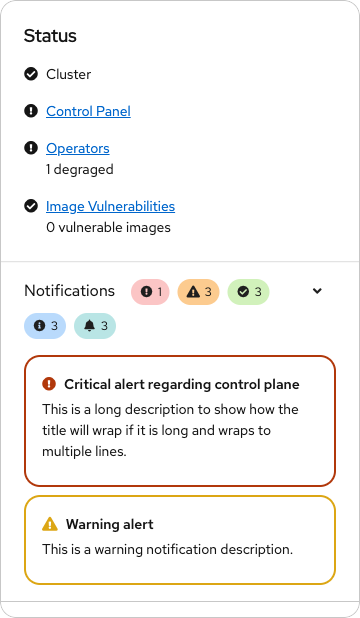 Status
Cluster
Control Panel
Operators
1 degraded
Image Vulnerabilities
0 vulnerable images
Notifications 1 3 3
3 3
Critical alert regarding control plane
This is a long description to show how the
title will wrap if it is long and wraps to
multiple lines.
Warning alert
This is a warning notification description.